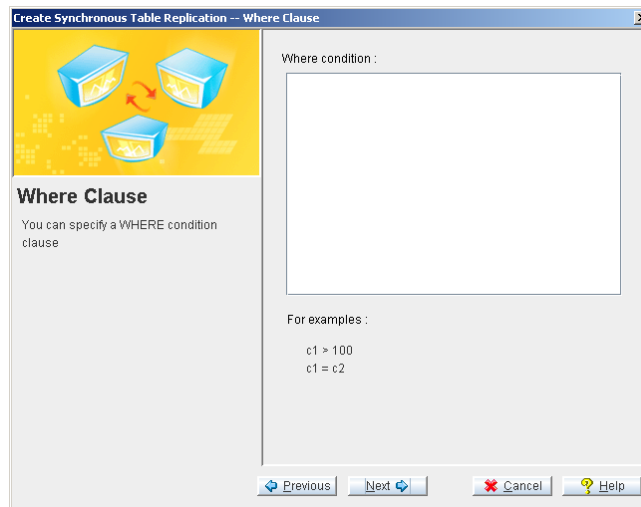 Create Synchronous Table Replication -- Where Clause
Where condition :
Where Clause
You can specify a WHERE condition
clause
For examples :
c1 > 100
c1 = c2
Previous Next Cancel Help